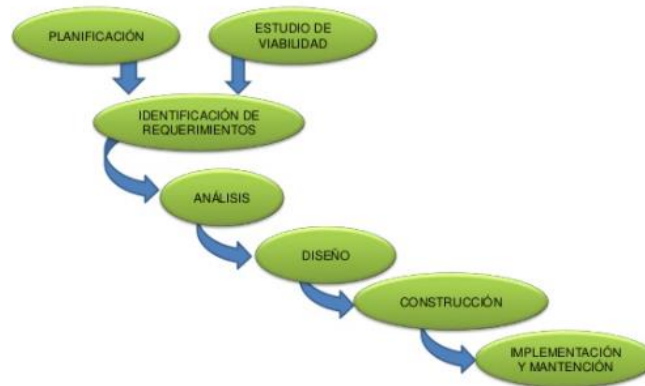 PLANIFICACIÓN
ESTUDIO DE
VIABILIDAD
IDENTIFICACIÓN DE
REQUERIMIENTOS
ANÁLISIS
DISEÑO
CONSTRUCCIÓN
IMPLEMENTACIÓN
Y MANTENCIÓN